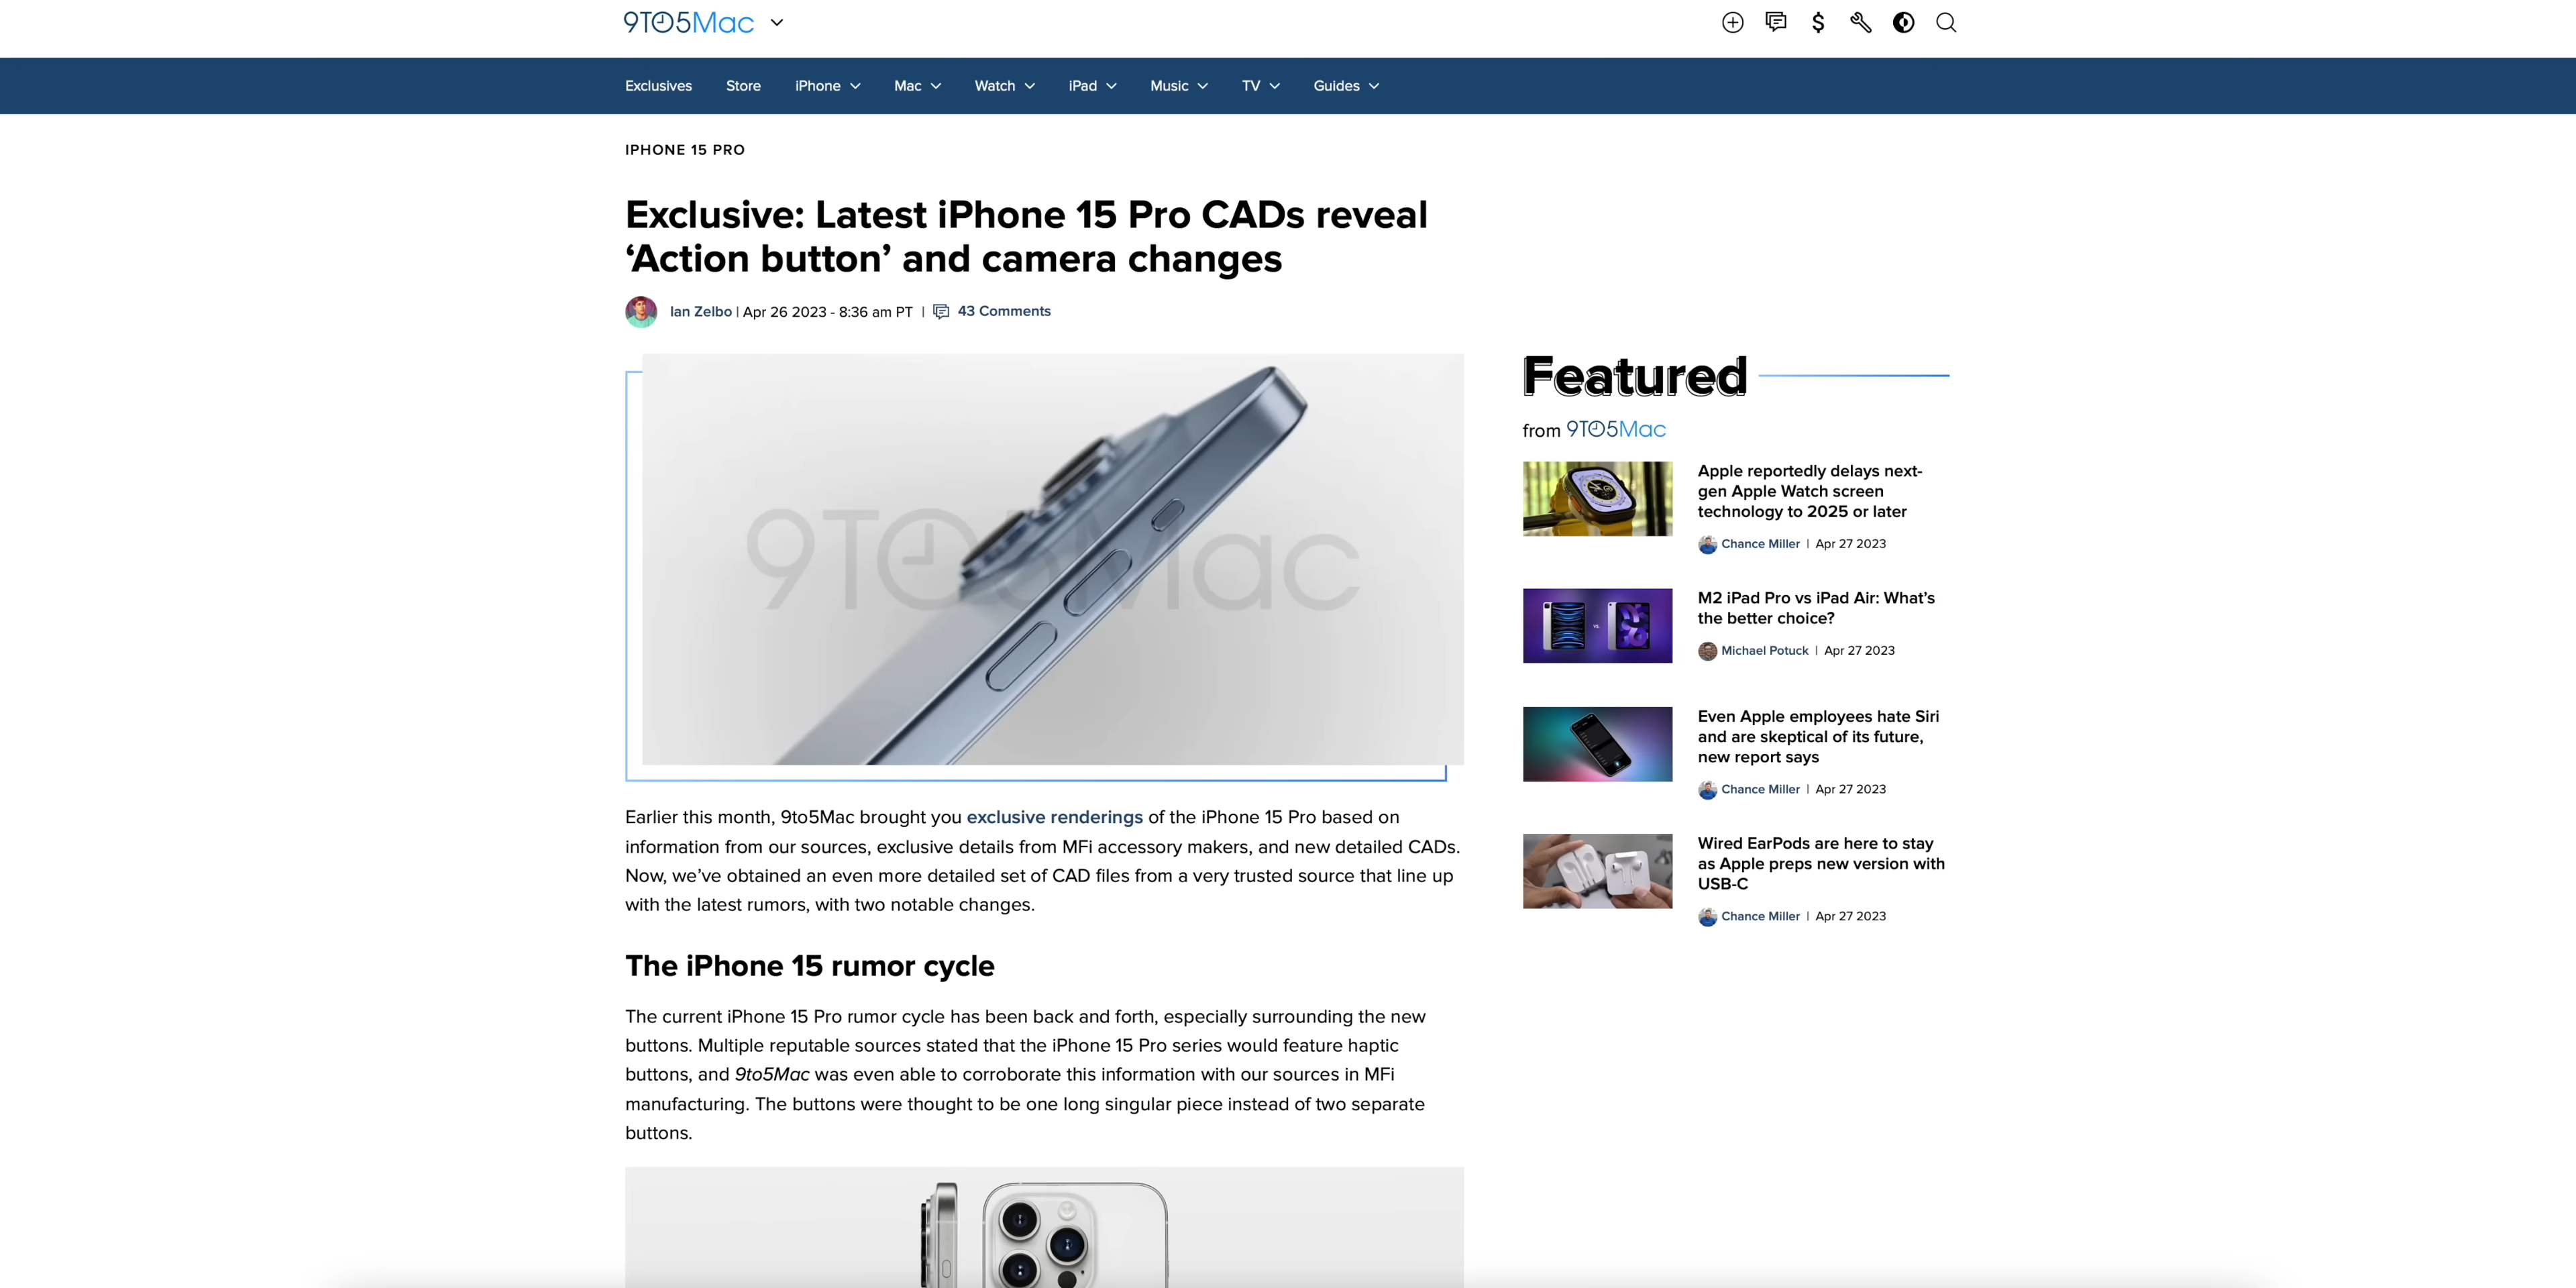 9TO5Mac
Exclusives Store iPhone Mac Watch iPad Music TV Guides
IPHONE 15 PRO
Exclusive: Latest iPhone 15 Pro CADs reveal
‘Action button’ and camera changes
Ian Zelbo | Apr 26 2023 - 8:36 am PT | 43 Comments
9TO5Mac
Earlier this month, 9to5Mac brought you exclusive renderings of the iPhone 15 Pro based on
information from our sources, exclusive details from MFi accessory makers, and new detailed CADs.
Now, we’ve obtained an even more detailed set of CAD files from a very trusted source that line up
with the latest rumors, with two notable changes.
The iPhone 15 rumor cycle
The current iPhone 15 Pro rumor cycle has been back and forth, especially surrounding the new
buttons. Multiple reputable sources stated that the iPhone 15 Pro series would feature haptic
buttons, and 9to5Mac was even able to corroborate this information with our sources in MFi
manufacturing. The buttons were thought to be one long singular piece instead of two separate
buttons.
Featured
from 9TO5Mac
Apple reportedly delays next-
gen Apple Watch screen
technology to 2025 or later
Chance Miller | Apr 27 2023
M2 iPad Pro vs iPad Air: What’s
the better choice?
Michael Potuck | Apr 27 2023
Even Apple employees hate Siri
and are skeptical of its future,
new report says
Chance Miller | Apr 27 2023
Wired EarPods are here to stay
as Apple preps new version with
USB-C
Chance Miller | Apr 27 2023